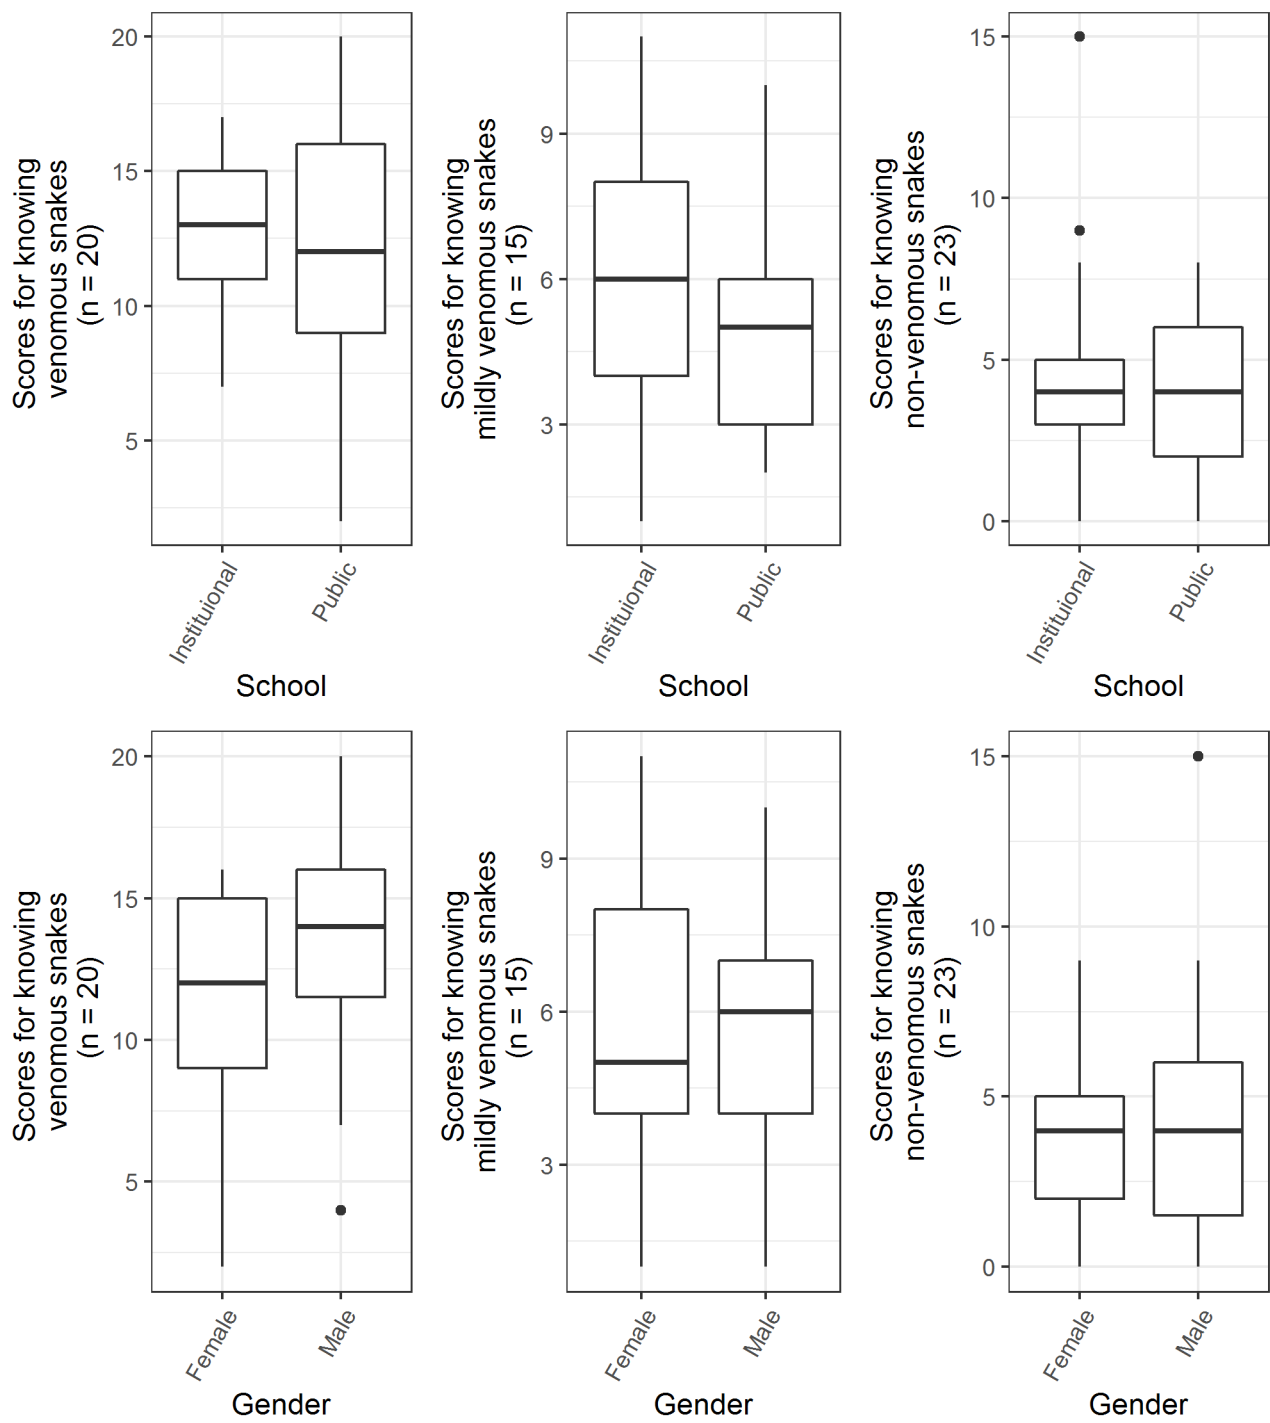 Scores for knowing
venomous snakes
(n = 20)
20
15
10
5
Instituional
Public
School
Scores for knowing
mildly venomous snakes
(n = 15)
9
6
3
Instituional
Public
School
Scores for knowing
non-venomous snakes
(n = 23)
15
10
5
0
Instituional
Public
School
Scores for knowing
venomous snakes
(n = 20)
20
15
10
5
Female
Male
Gender
Scores for knowing
mildly venomous snakes
(n = 15)
9
6
3
Female
Male
Gender
Scores for knowing
non-venomous snakes
(n = 23)
15
10
5
0
Female
Male
Gender